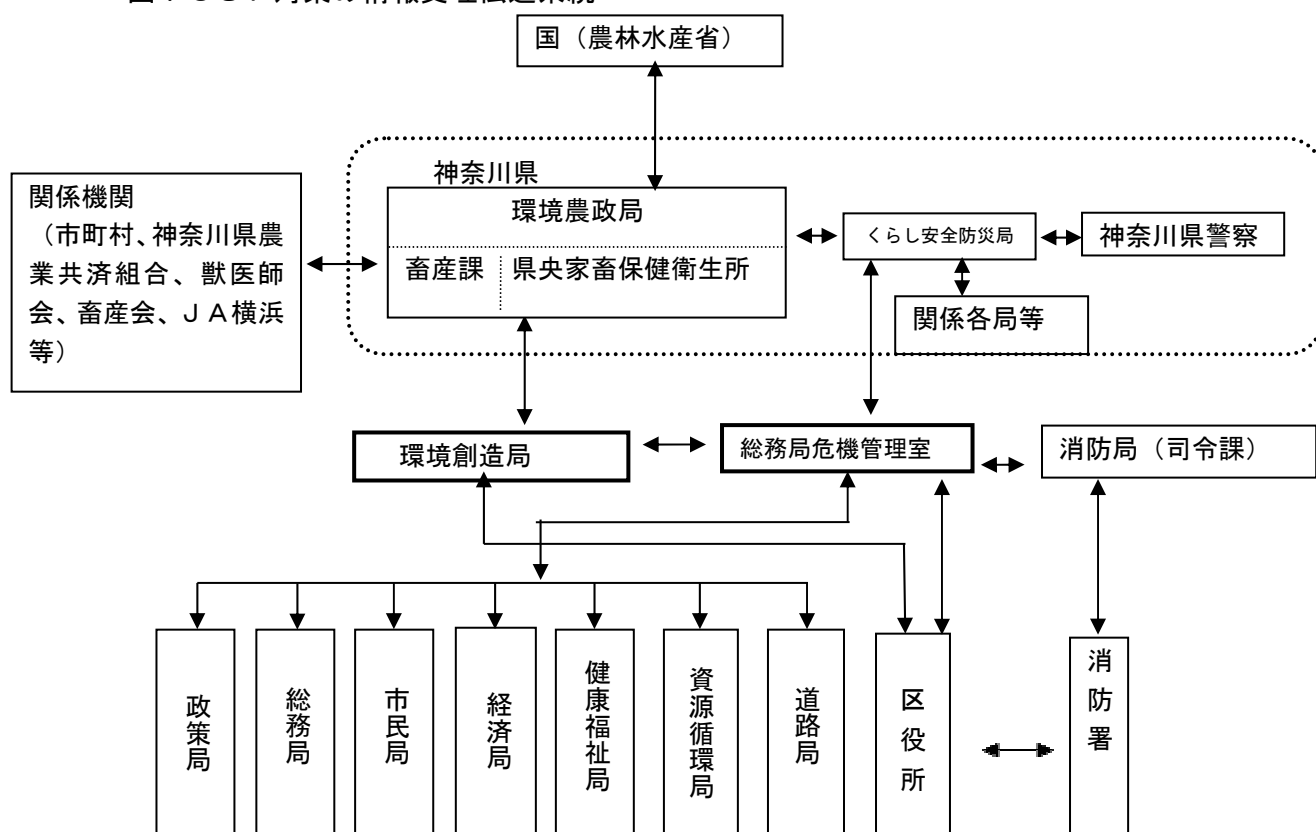 国（農林水産省）
神奈川県
環境農政局
畜産課
県央家畜保健衛生所
関係機関
（市町村、神奈川県農
業共済組合、獣医師
会、畜産会、ＪＡ横浜
等）
くらし安全防災局
神奈川県警察
関係各局等
環境創造局
総務局危機管理室
消防局（司令課）
政策局
総務局
市民局
経済局
健康福祉局
資源循環局
道路局
区役所
消防署